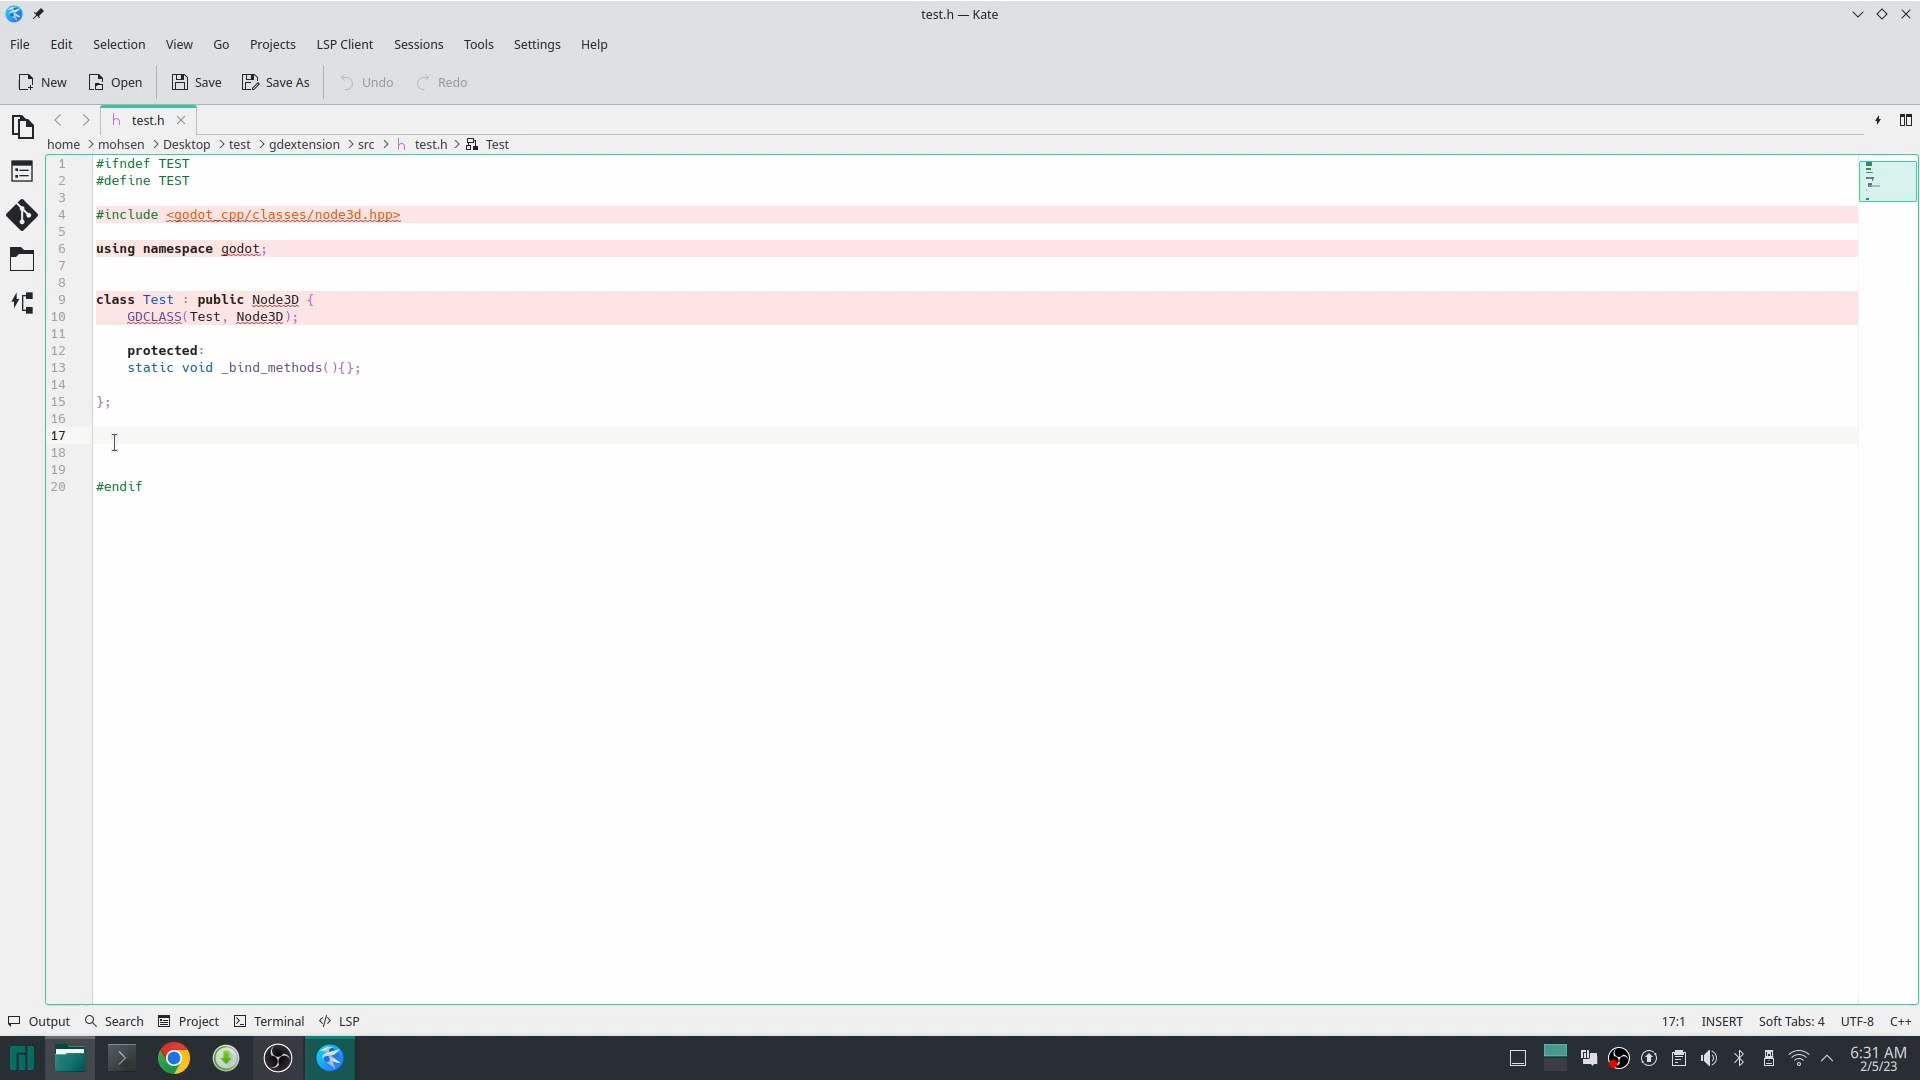 test.h — Kate
File Edit Selection View Go Projects LSP Client Sessions Tools Settings Help
New Open Save Save As Undo Redo
test.h
home > mohsen > Desktop > test > gdextension > src > test.h > Test
1 #ifndef TEST
2 #define TEST
3
4 #include <godot_cpp/classes/node3d.hpp>
5
6 using namespace godot;
7
8
9 class Test : public Node3D {
10 GDCLASS(Test, Node3D);
11
12 protected:
13 static void _bind_methods(){};
14
15 };
16
17
18
19
20 #endif
Output Search Project Terminal LSP
17:1 INSERT Soft Tabs: 4 UTF-8 C++
6:31 AM
2/5/23